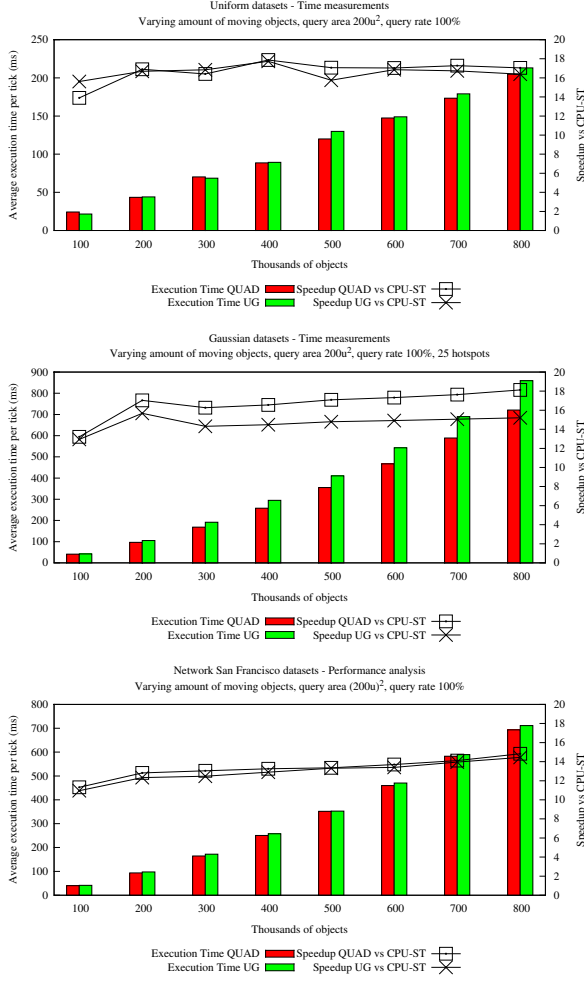 Uniform datasets - Time measurements
Varying amount of moving objects, query area 200u², query rate 100%
Average execution time per tick (ms)
250
200
150
100
50
0
20
18
16
14
12
10
8
6
4
2
0
Speedup vs CPU-ST
100 200 300 400 500 600 700 800
Thousands of objects
Execution Time QUAD Speedup QUAD vs CPU-ST
Execution Time UG Speedup UG vs CPU-ST
Gaussian datasets - Time measurements
Varying amount of moving objects, query area 200u², query rate 100%, 25 hotspots
Average execution time per tick (ms)
900
800
700
600
500
400
300
200
100
0
20
18
16
14
12
10
8
6
4
2
0
Speedup vs CPU-ST
100 200 300 400 500 600 700 800
Thousands of objects
Execution Time QUAD Speedup QUAD vs CPU-ST
Execution Time UG Speedup UG vs CPU-ST
Network San Francisco datasets - Performance analysis
Varying amount of moving objects, query area (200u)², query rate 100%
Average execution time per tick (ms)
800
700
600
500
400
300
200
100
0
20
18
16
14
12
10
8
6
4
2
0
Speedup vs CPU-ST
100 200 300 400 500 600 700 800
Thousands of objects
Execution Time QUAD Speedup QUAD vs CPU-ST
Execution Time UG Speedup UG vs CPU-ST